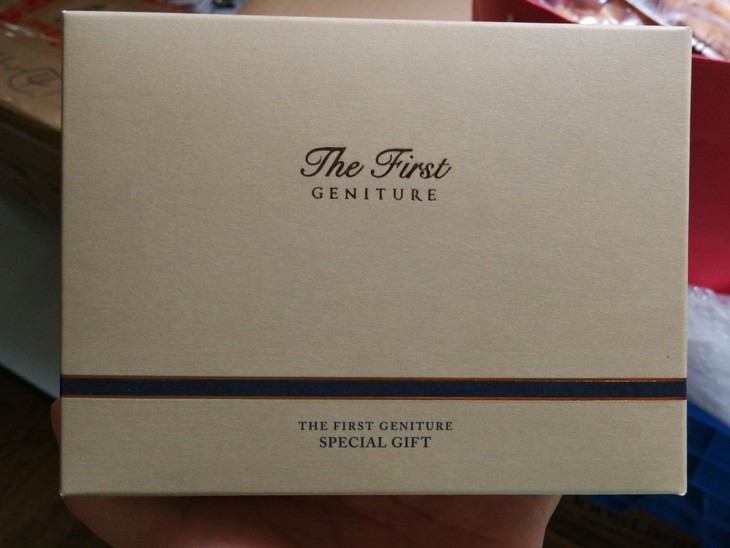 The First
GENITURE
THE FIRST GENITURE
SPECIAL GIFT